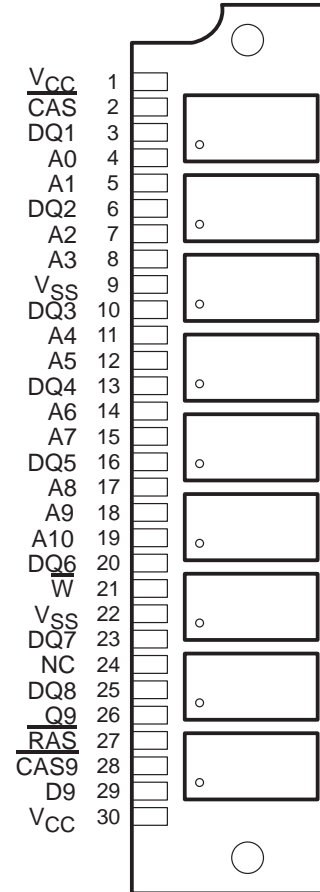 VCC 1
CAS 2
DQ1 3
A0 4
A1 5
DQ2 6
A2 7
A3 8
VSS 9
DQ3 10
A4 11
A5 12
DQ4 13
A6 14
A7 15
DQ5 16
A8 17
A9 18
A10 19
DQ6 20
W 21
VSS 22
DQ7 23
NC 24
DQ8 25
Q9 26
RAS 27
CAS9 28
D9 29
VCC 30